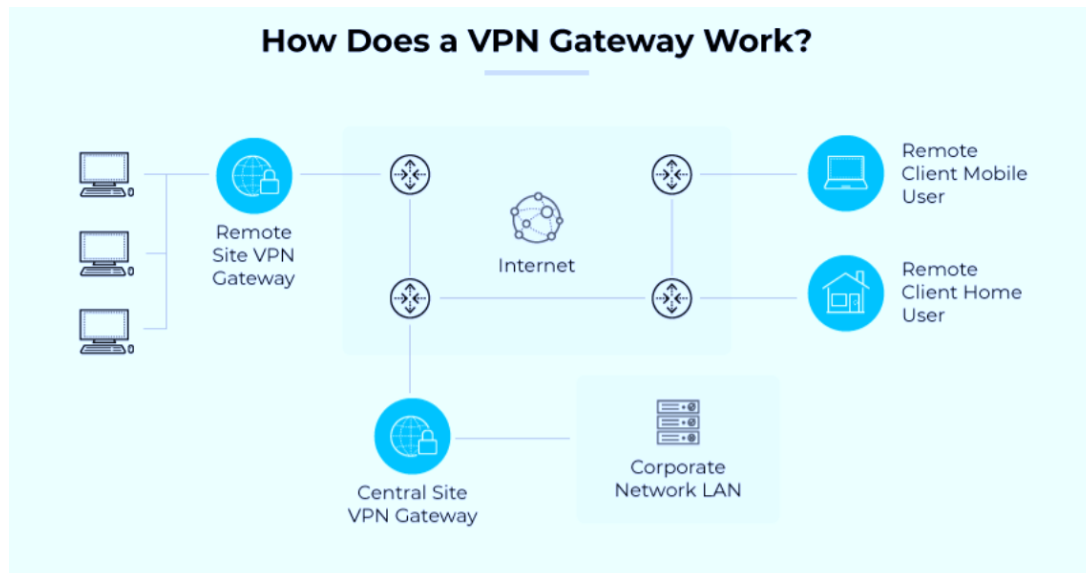 How Does a VPN Gateway Work?
Remote
Site VPN
Gateway
Internet
Remote
Client Mobile
User
Remote
Client Home
User
Central Site
VPN Gateway
Corporate
Network LAN